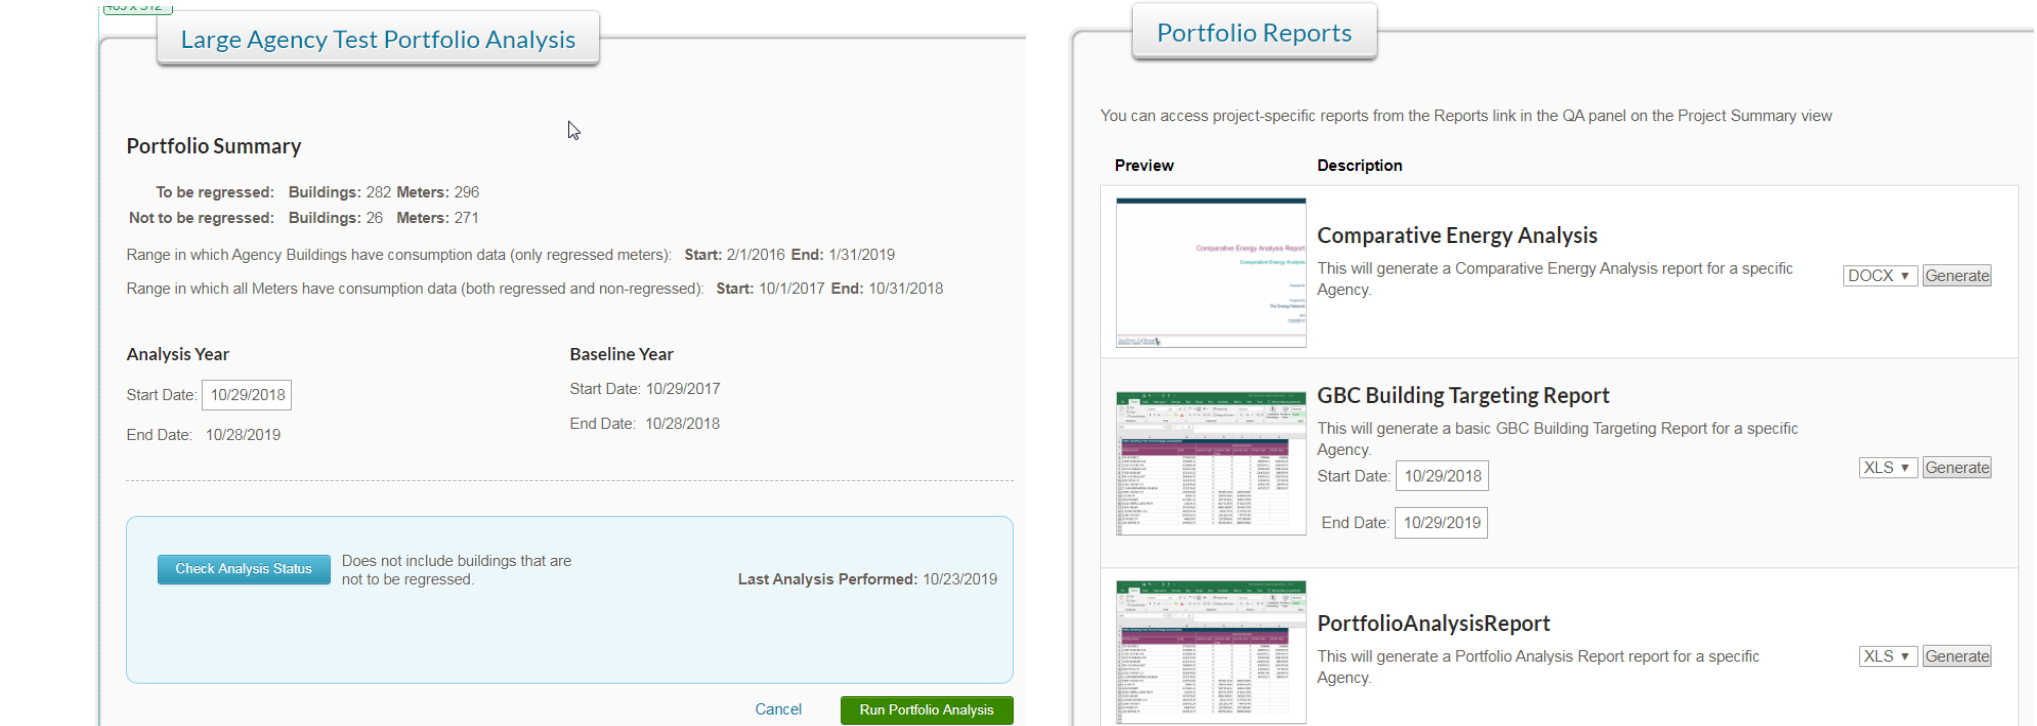 Large Agency Test Portfolio Analysis
Portfolio Summary
To be regressed: Buildings: 282 Meters: 296
Not to be regressed: Buildings: 26 Meters: 271
Range in which Agency Buildings have consumption data (only regressed meters): Start: 2/1/2016 End: 1/31/2019
Range in which all Meters have consumption data (both regressed and non-regressed): Start: 10/1/2017 End: 10/31/2018
Analysis Year
Start Date: 10/29/2018
End Date: 10/28/2019
Baseline Year
Start Date: 10/29/2017
End Date: 10/28/2018
Check Analysis Status
Does not include buildings that are
not to be regressed.
Last Analysis Performed: 10/23/2019
Cancel
Run Portfolio Analysis
Portfolio Reports
You can access project-specific reports from the Reports link in the QA panel on the Project Summary view
Preview Description
Comparative Energy Analysis Report
Comparative Energy Analysis
Comparative Energy Analysis
This will generate a Comparative Energy Analysis report for a specific
Agency.
DOCX ▼ Generate
GBC Building Targeting Report
This will generate a basic GBC Building Targeting Report for a specific
Agency.
Start Date: 10/29/2018
End Date: 10/29/2019
XLS ▼ Generate
PortfolioAnalysisReport
This will generate a Portfolio Analysis Report report for a specific
Agency.
XLS ▼ Generate